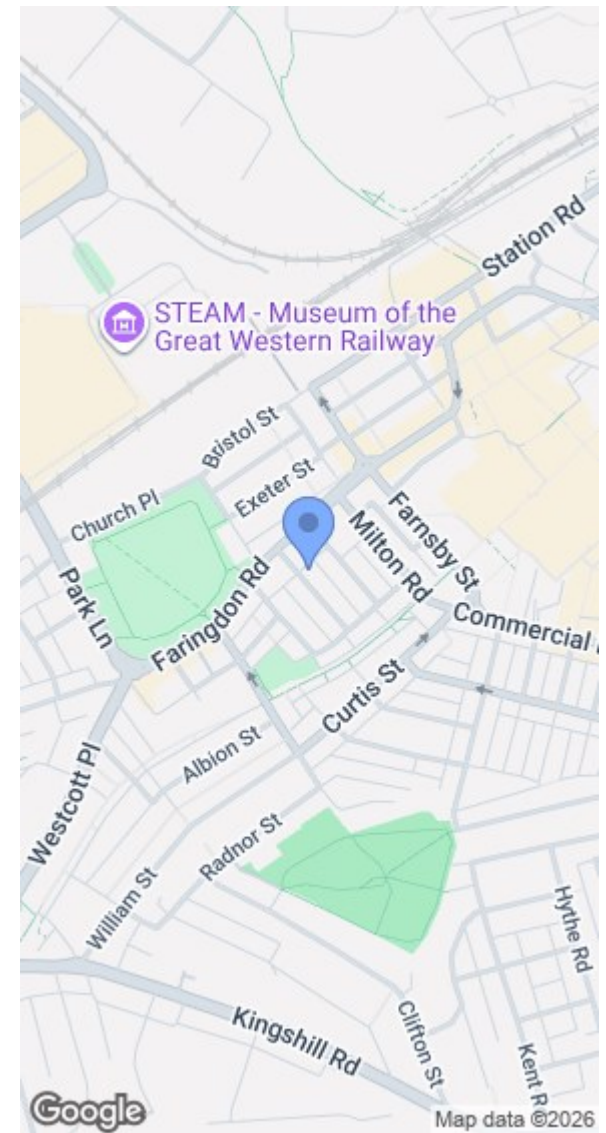 Station Rd
STEAM - Museum of the
Great Western Railway
Bristol St
Exeter St
Church Pl
Farnsby St
Milton Rd
Park Ln
Faringdon Rd
Commercial
Curtis St
Albion St
Westcott Pl
Radnor St
William St
Hythe Rd
Clifton St
Kingshill Rd
Kent R
Google
Map data ©2026